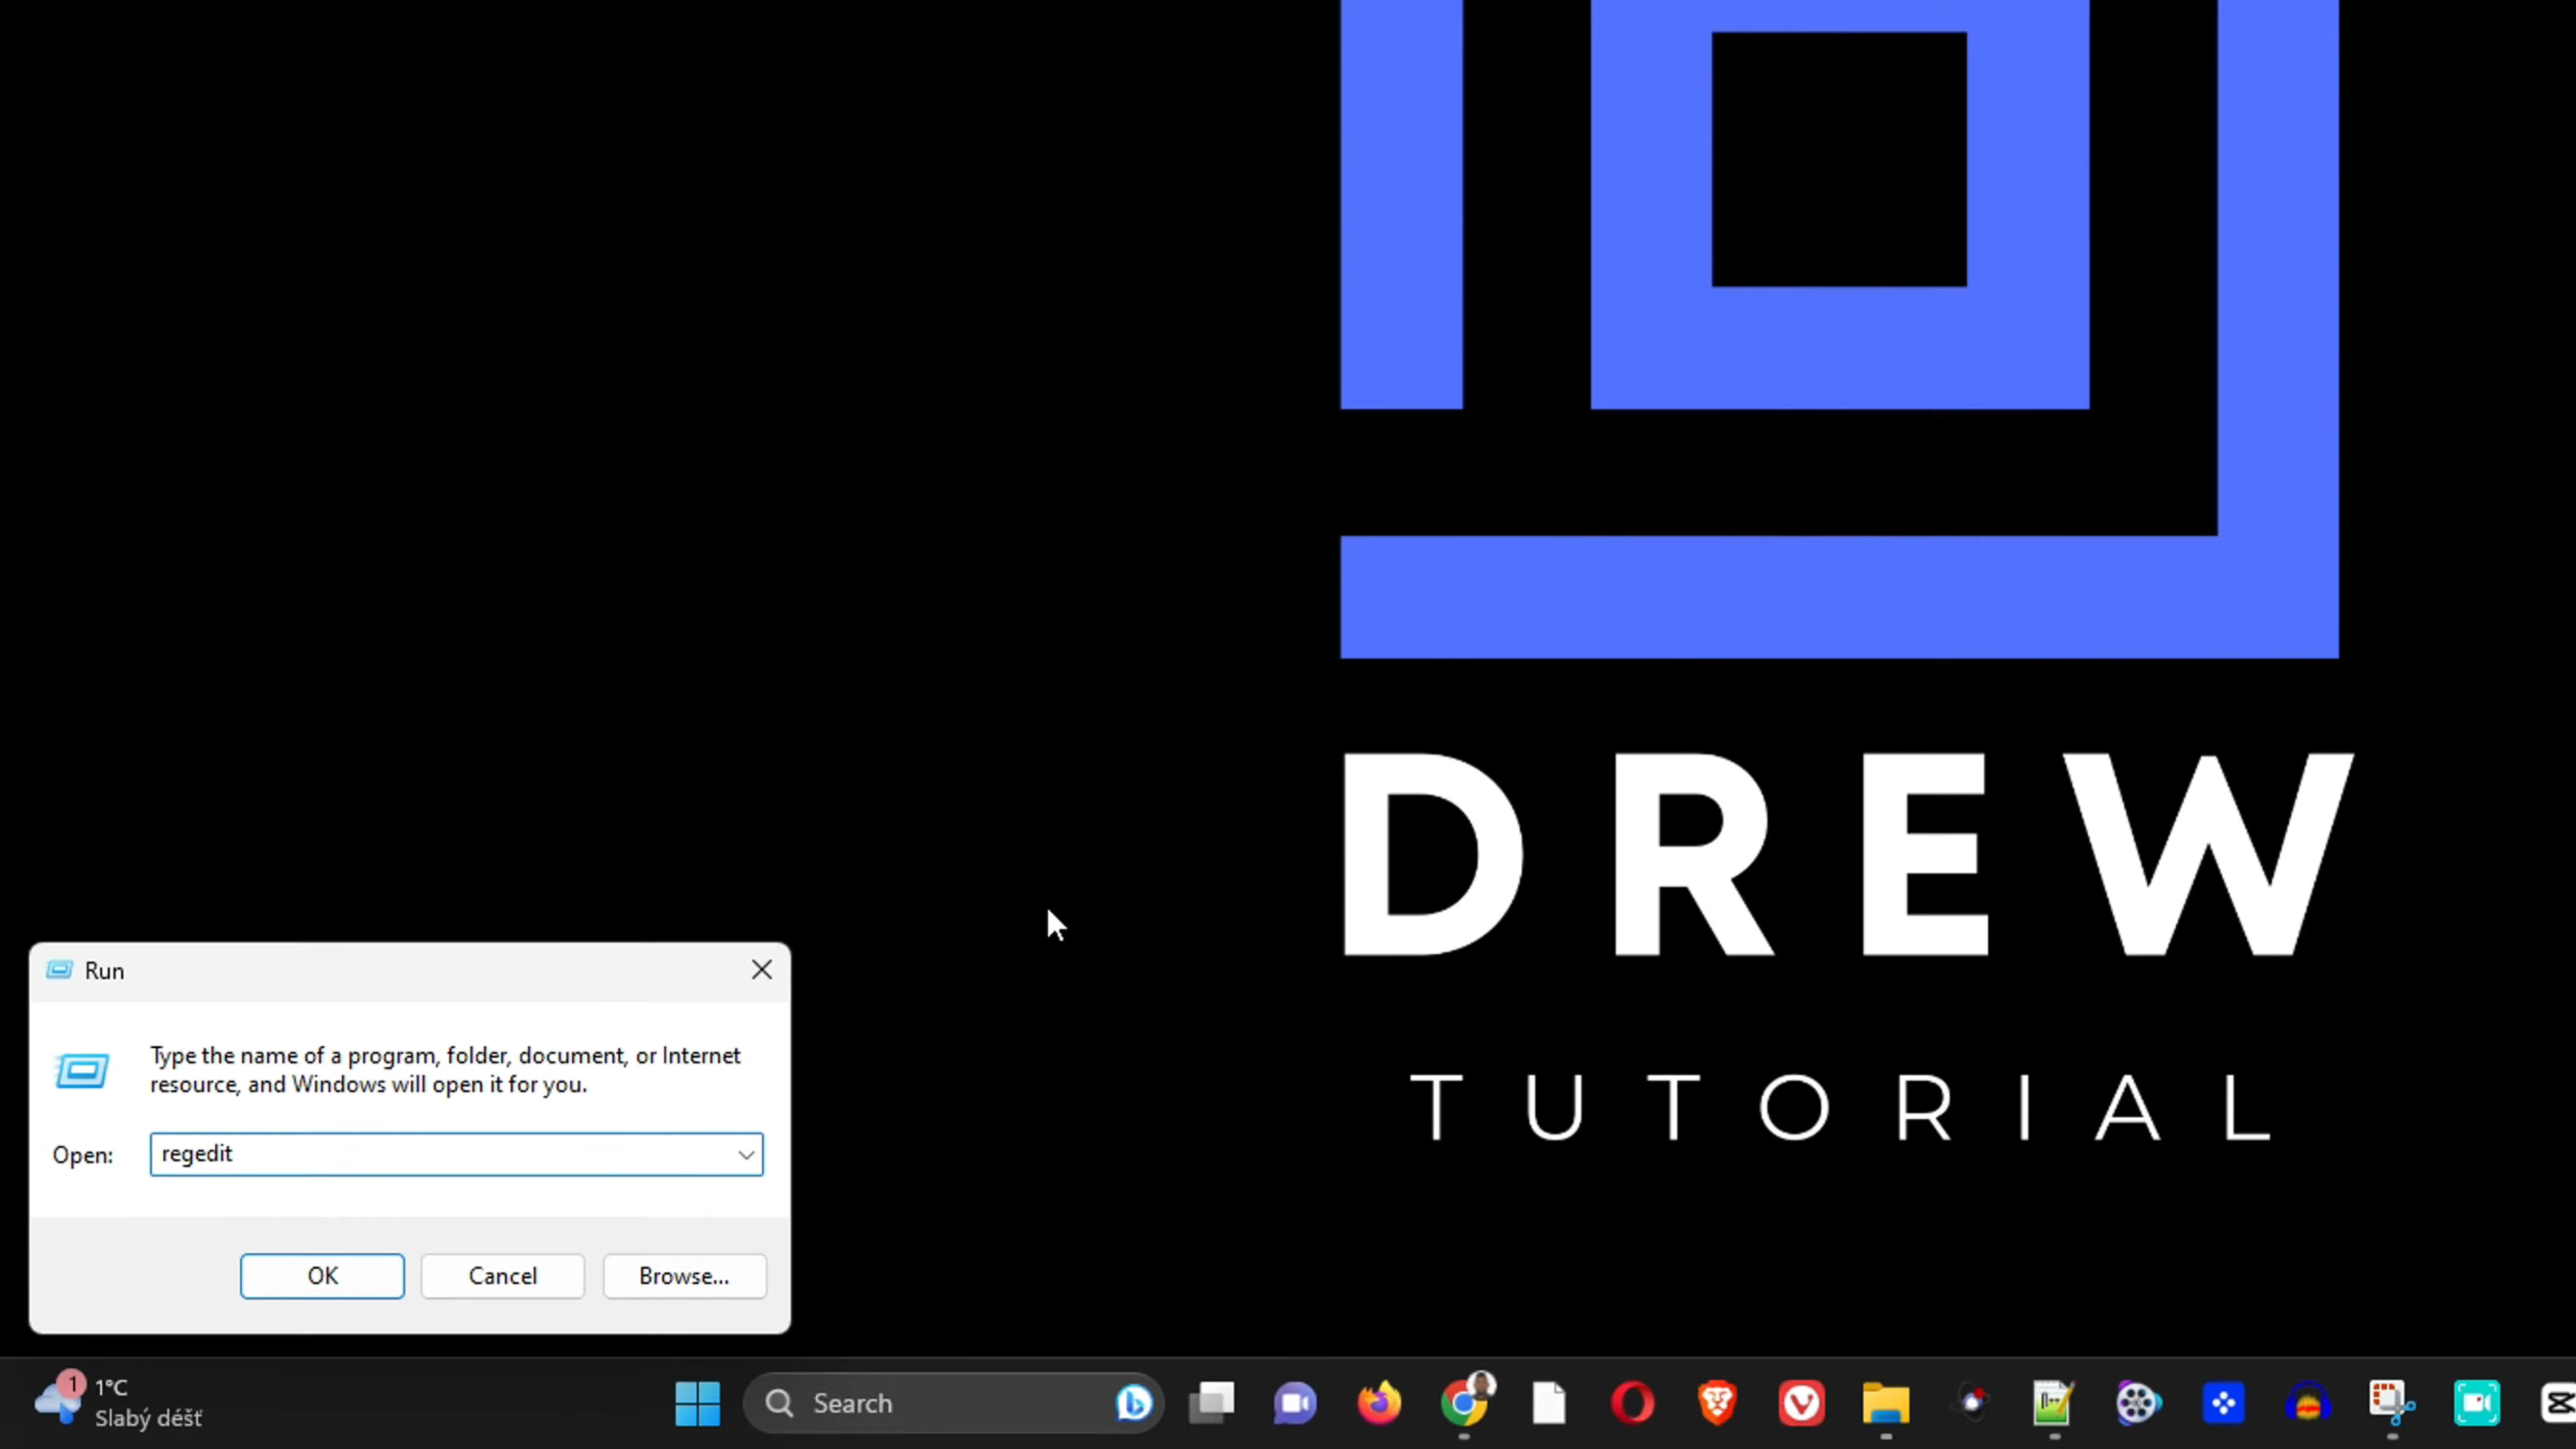 DREW
TUTORIAL
Run
Type the name of a program, folder, document, or Internet
resource, and Windows will open it for you.
Open:
regedit
OK
Cancel
Browse...
1
1°C
Slabý déšť
Search